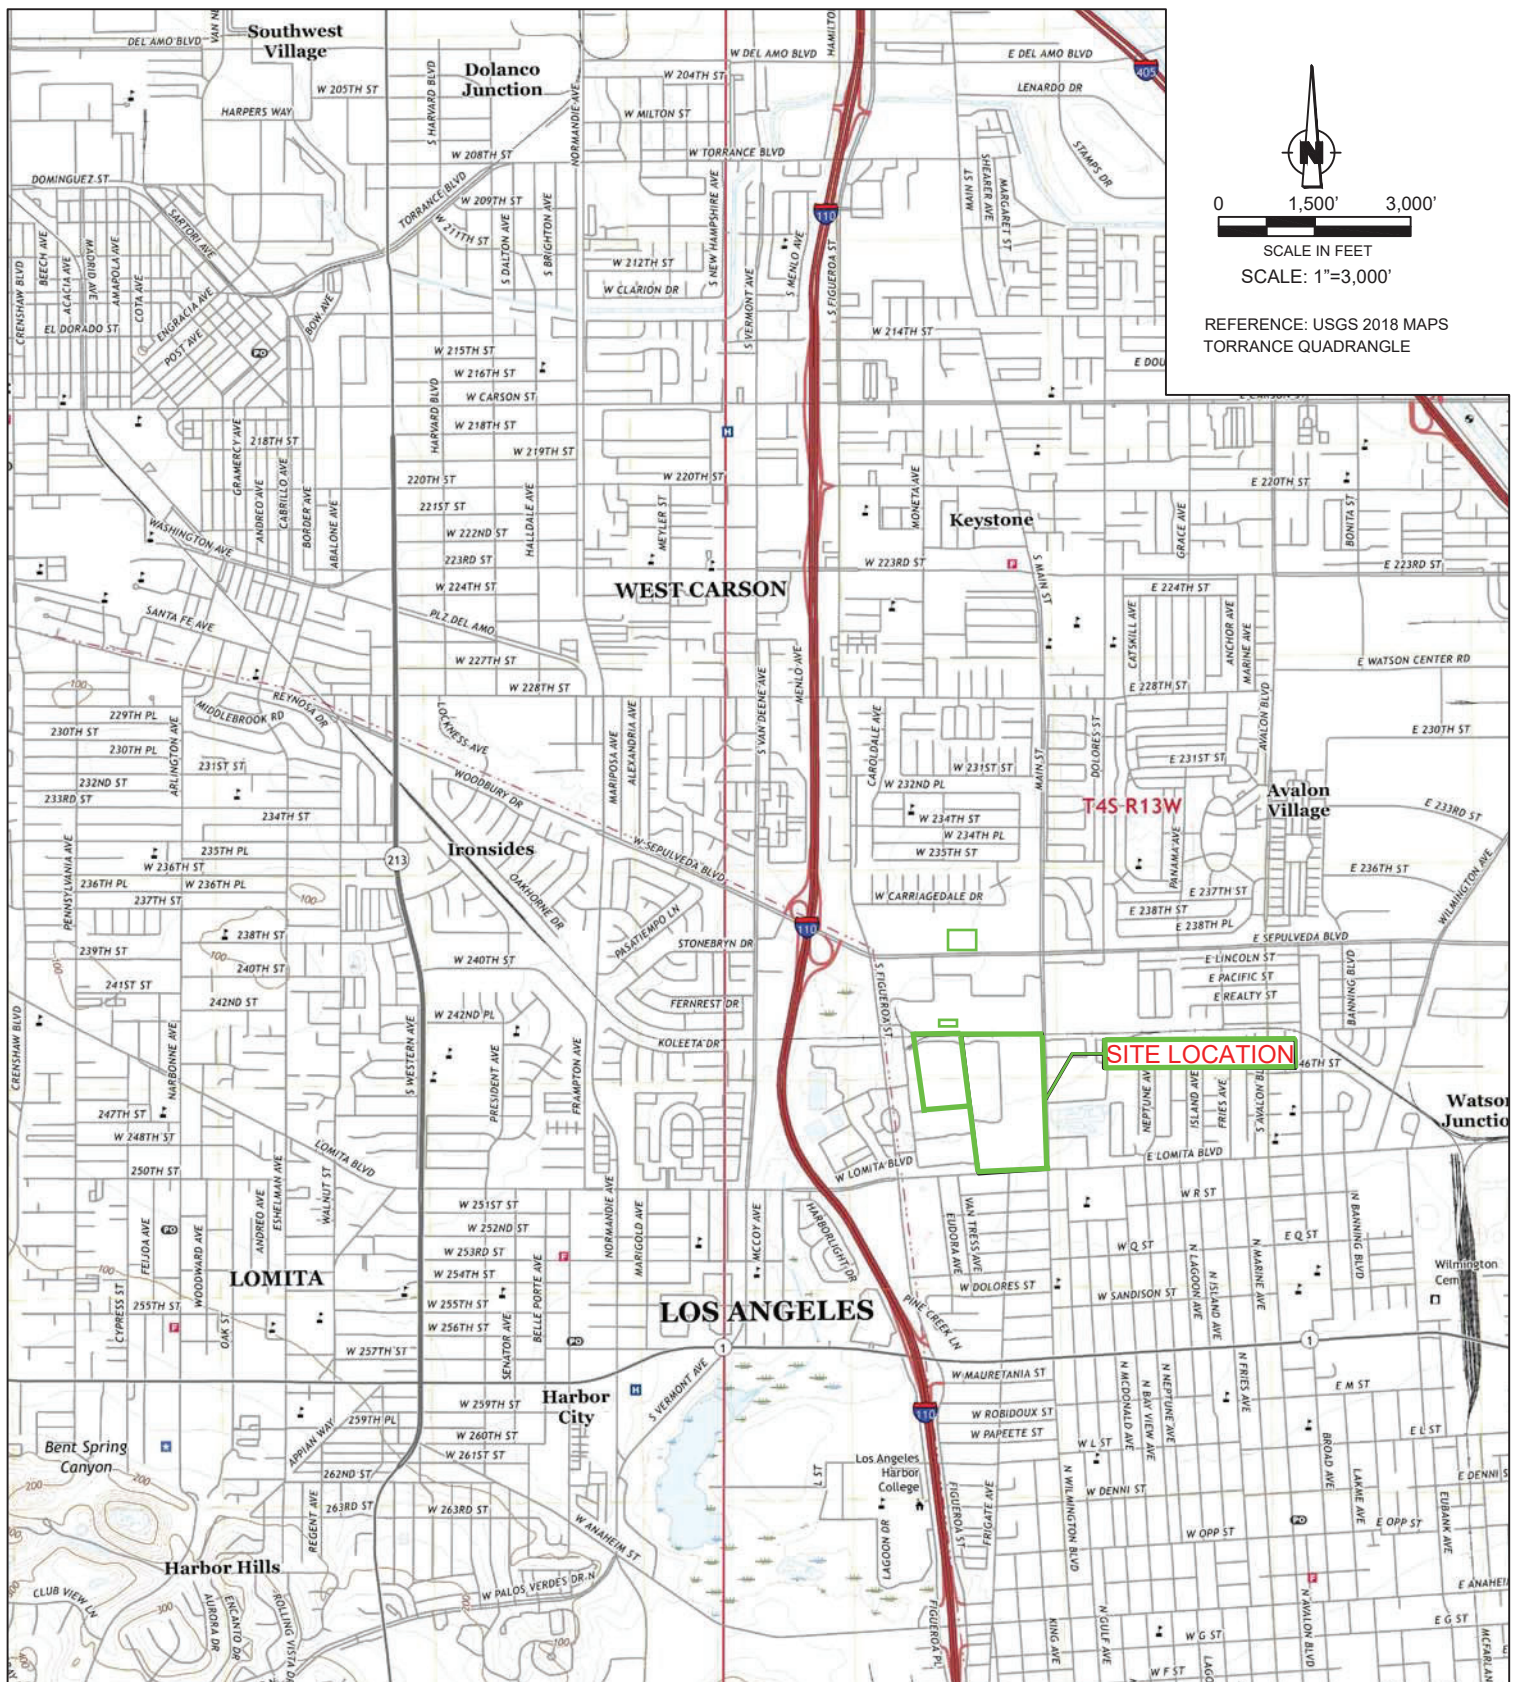 Southwest
Village
DEL AMO BLVD
Dolanco
Junction
W DEL AMO BLVD
E DEL AMO BLVD
405
LENARDO DR
W 204TH ST
W 205TH ST
HARPERS WAY
S HARVARD BLVD
NORMANDIE AVE
W MILTON ST
W 208TH ST
W TORRANCE BLVD
STAMPS DR
SHEARER AVE
MAIN ST
MARGARET ST
DOMINGUEZ ST
SARTORI AVE
TORRANCE BLVD
W 209TH ST
W 211TH ST
S DALTON AVE
S BRIGHTON AVE
S NEW HAMPSHIRE AVE
W 212TH ST
W CLARION DR
S VERMONT AVE
S MENLO AVE
110
S FIGUEROA ST
W 214TH ST
CRENSHAW BLVD
BEECH AVE
ACACIA AVE
MADRID AVE
AMAPOLA AVE
COTA AVE
ENGRACIA AVE
POST AVE
EL DORADO ST
BOW AVE
PO
N
0 1,500' 3,000'
SCALE IN FEET
SCALE: 1"=3,000'
REFERENCE: USGS 2018 MAPS
TORRANCE QUADRANGLE
W 215TH ST
W 216TH ST
W CARSON ST
HARVARD BLVD
W 218TH ST
W 219TH ST
H
218TH ST
GRAMERCY AVE
ANDREO AVE
CABRILLO AVE
BORDER AVE
ABALONE AVE
WASHINGTON AVE
220TH ST
221ST ST
W 222ND ST
223RD ST
W 224TH ST
HALLDALE AVE
MEYLER ST
W 220TH ST
MONETA AVE
Keystone
F
W 223RD ST
S MAIN ST
E 220TH ST
GRACE AVE
BONITA ST
E 223RD ST
E 224TH ST
WEST CARSON
SANTA FE AVE
PLZ DEL AMO
W 227TH ST
W 228TH ST
CATSKILL AVE
ANCHOR AVE
MARINE AVE
E WATSON CENTER RD
E 228TH ST
100
REYNOSA DR
MIDDLEBROOK RD
229TH PL
230TH ST
230TH PL
231ST ST
232ND ST
233RD ST
234TH ST
ARLINGTON AVE
LOCKNESS AVE
WOODBURY DR
MARIPOSA AVE
ALEXANDRIA AVE
S VAN DEENE AVE
MENLO AVE
CAROLDALE AVE
W 231ST ST
W 232ND PL
W 234TH ST
W 234TH PL
W 235TH ST
MAIN ST
DOLORES ST
AVALON BLVD
E 230TH ST
E 231ST ST
T4S R13W
Avalon
Village
E 233RD ST
PANAMA AVE
E 236TH ST
WILMINGTON AVE
PENNSYLVANIA AVE
235TH PL
W 236TH ST
236TH PL
W 236TH PL
237TH ST
100
238TH ST
239TH ST
240TH ST
241ST ST
242ND ST
100
100
213
Ironsides
OAKHORNE DR
W SEPULVEDA BLVD
PASATIEMPO LN
STONEBRYN DR
W CARRIAGEDALE DR
E 237TH ST
E 238TH ST
E 238TH PL
E SEPULVEDA BLVD
110
W 240TH ST
W 242ND PL
FERNREST DR
KOLEETA DR
S FIGUEROA ST
E LINCOLN ST
E PACIFIC ST
E REALTY ST
BANNING BLVD
SITE LOCATION
46TH ST
CRENSHAW BLVD
NARBONNE AVE
S WESTERN AVE
PRESIDENT AVE
FRAMPTON AVE
NEPTUNE AV
ISLAND AVE
FRIES AVE
S AVALON BL
Watso
Junctio
247TH ST
W 248TH ST
250TH ST
LOMITA BLVD
W LOMITA BLVD
E LOMITA BLVD
FEIJOA AVE
PO
WOODWARD AVE
ANDREO AVE
ESHELMAN AVE
WALNUT ST
W 251ST ST
W 252ND ST
W 253RD ST
W 254TH ST
W 255TH ST
W 256TH ST
W 257TH ST
BELLE PORTE AVE
SENATOR AVE
F
PO
NORMANDIE AVE
MARIGOLD AVE
MCCOY AVE
HARBORLIGHT DR
EUDORA AVE
VAN TRESS AVE
W DOLORES ST
W R ST
W Q ST
E Q ST
N LAGOON AVE
N ISLAND AVE
N MARINE AVE
N BANNING BLVD
W SANDISON ST
Wilmington
Cem
LOMITA
100
CYPRESS ST
255TH ST
F
OAK ST
LOS ANGELES
PINE CREEK LN
1
1
W MAURETANIA ST
W ROBIDOUX ST
W PAPEETE ST
110
N MCDONALD AVE
N BAY VIEW AVE
N NEPTUNE AVE
N FRIES AVE
E M ST
E L ST
W L ST
Harbor
City
H
S VERMONT AVE
W 259TH ST
W 260TH ST
W 261ST ST
W 263RD ST
259TH PL
APPIAN WAY
262ND ST
263RD ST
REGENT AVE
Bent Spring
Canyon
200
200
Los Angeles
Harbor
College
L ST
LAGOON DR
FIGUEROA ST
FRIGATE AVE
N WILMINGTON BLVD
W DENNI ST
E DENNI S
W OPP ST
PO
E OPP ST
BROAD AVE
LAKME AVE
EUBANK AVE
F
E ANAHEI
W ANAHEIM ST
W PALOS VERDES DR N
Harbor Hills
CLUB VIEW LN
300
400
AURORA DR
ENCANTO DR
ROLLING VISTA D
200
100
FIGUEROA PL
KING AVE
N GULF AVE
W G ST
W F ST
N AVALON BLVD
E G ST
MCFARLAN